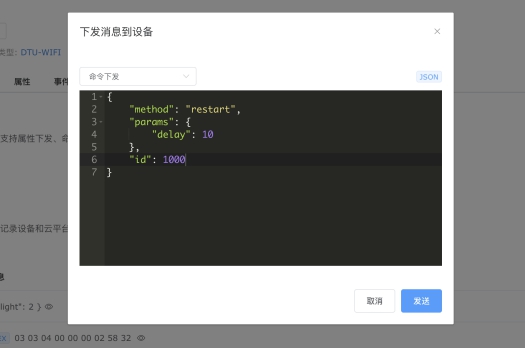 下发消息到设备
类型: DTU-WIFI
命令下发
JSON
属性
事件
1 {
2 "method": "restart",
3 "params": {
4 "delay": 10
5 },
6 "id": 1000
7 }
支持属性下发、命
记录设备和云平台
息
取消
发送
light": 2 }
03 03 04 00 00 00 02 58 32